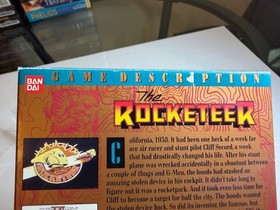 BAN
DAI
GAME DESCRIPTION
The
ROCKETEER
California, 1938. It had been one heck of a week for
ace air racer and stunt pilot Cliff Secord, a week
that had drastically changed his life. After his stunt
plane was wrecked accidentally in a shootout between
a couple of thugs and G-Men, the hoods had stashed an
amazing stolen device in his cockpit. It didn't take long to
figure out it was a rocketpack. And it took even less time for
Cliff to become a target for half the city. The hoods wanted
the stolen device back. So did its inventor, the famous